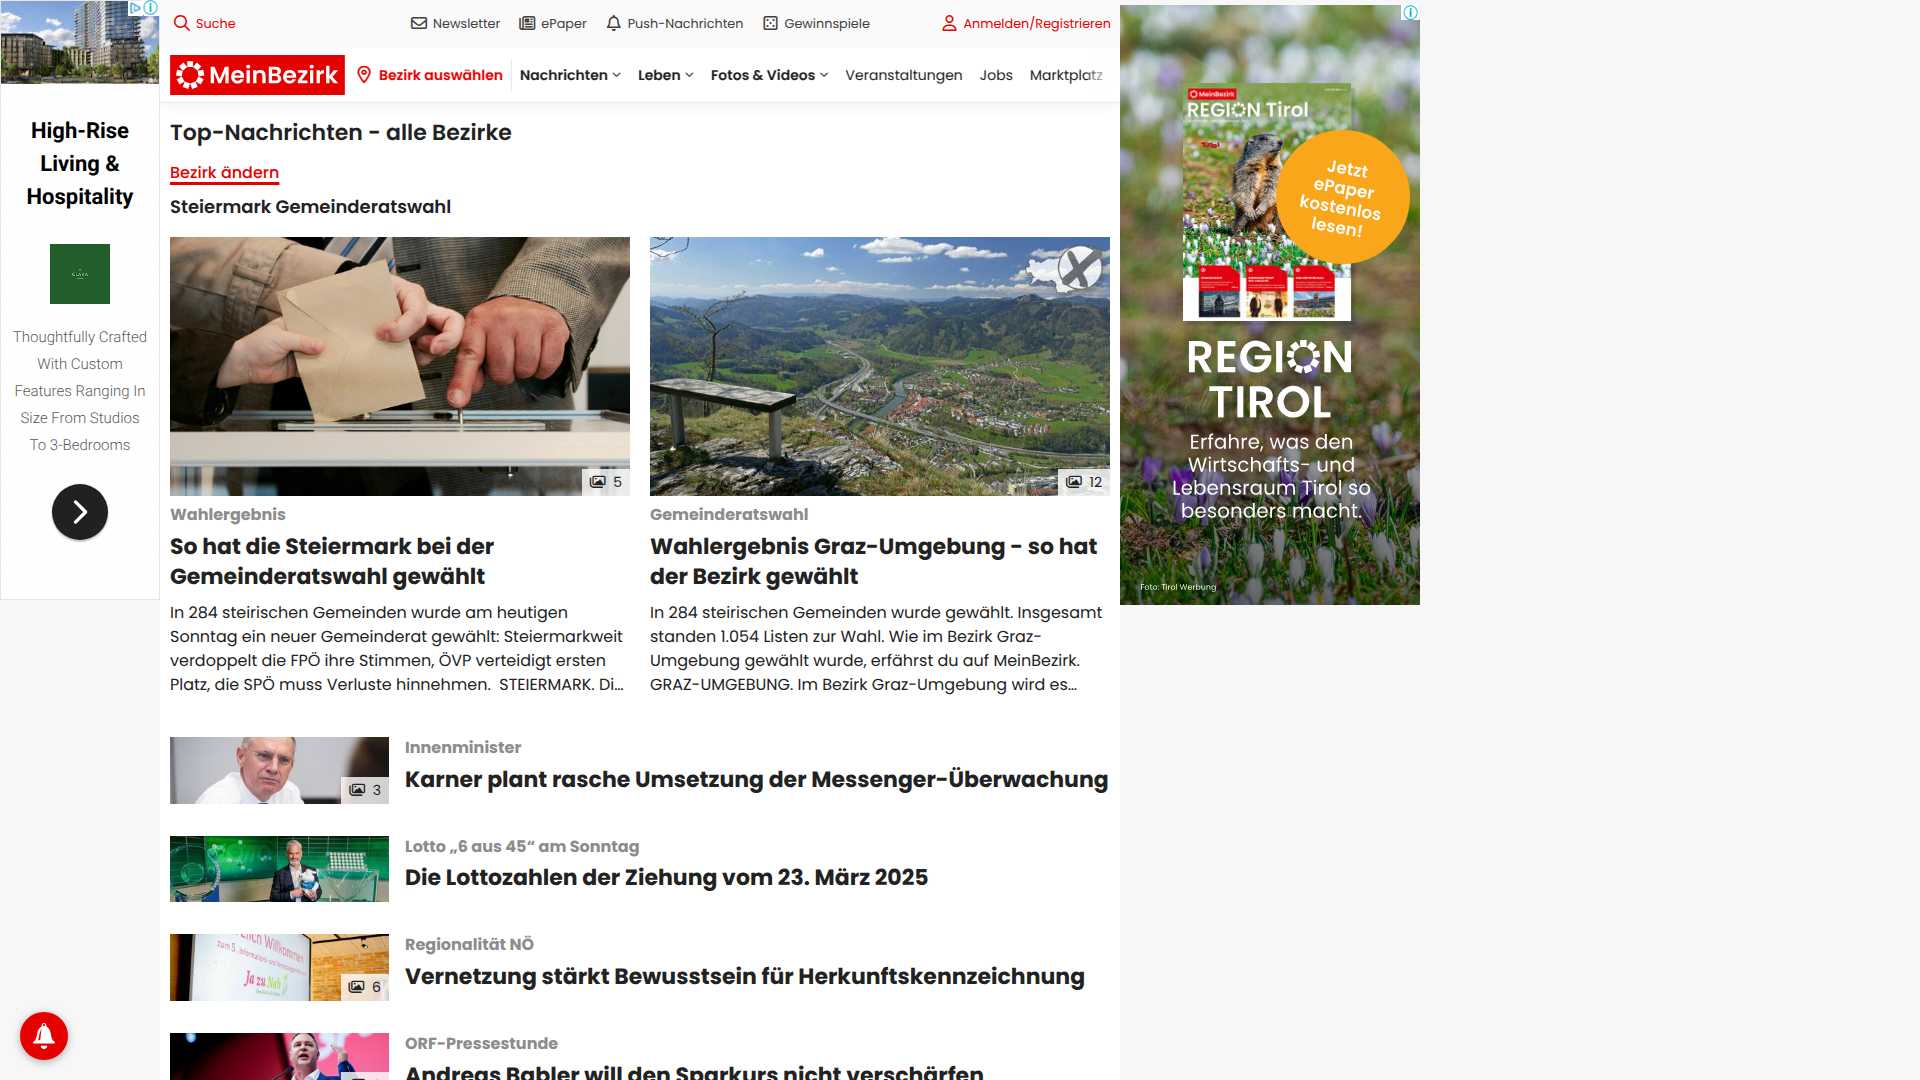 Suche
Newsletter
ePaper
Push-Nachrichten
Gewinnspiele
Anmelden/Registrieren
MeinBezirk
Bezirk auswählen
Nachrichten
Leben
Fotos & Videos
Veranstaltungen
Jobs
Marktplatz
High-Rise
Living &
Hospitality
Thoughtfully Crafted
With Custom
Features Ranging In
Size From Studios
To 3-Bedrooms
Top-Nachrichten - alle Bezirke
Bezirk ändern
Steiermark Gemeinderatswahl
5
Wahlergebnis
So hat die Steiermark bei der
Gemeinderatswahl gewählt
In 284 steirischen Gemeinden wurde am heutigen
Sonntag ein neuer Gemeinderat gewählt: Steiermarkweit
verdoppelt die FPÖ ihre Stimmen, ÖVP verteidigt ersten
Platz, die SPÖ muss Verluste hinnehmen. STEIERMARK. Di...
12
Gemeinderatswahl
Wahlergebnis Graz-Umgebung - so hat
der Bezirk gewählt
In 284 steirischen Gemeinden wurde gewählt. Insgesamt
standen 1.054 Listen zur Wahl. Wie im Bezirk Graz-
Umgebung gewählt wurde, erfährst du auf MeinBezirk.
GRAZ-UMGEBUNG. Im Bezirk Graz-Umgebung wird es...
3
Innenminister
Karner plant rasche Umsetzung der Messenger-Überwachung
Lotto „6 aus 45“ am Sonntag
Die Lottozahlen der Ziehung vom 23. März 2025
Herzlich Willkommen
Ja zu Nah
6
Regionalität NÖ
Vernetzung stärkt Bewusstsein für Herkunftskennzeichnung
ORF-Pressestunde
Andreas Babler will den Sparkurs nicht verschärfen
MeinBezirk
REGION Tirol
Jetzt
ePaper
kostenlos
lesen!
REGION
TIROL
Erfahre, was den
Wirtschafts- und
Lebensraum Tirol so
besonders macht.
Foto: Tirol Werbung